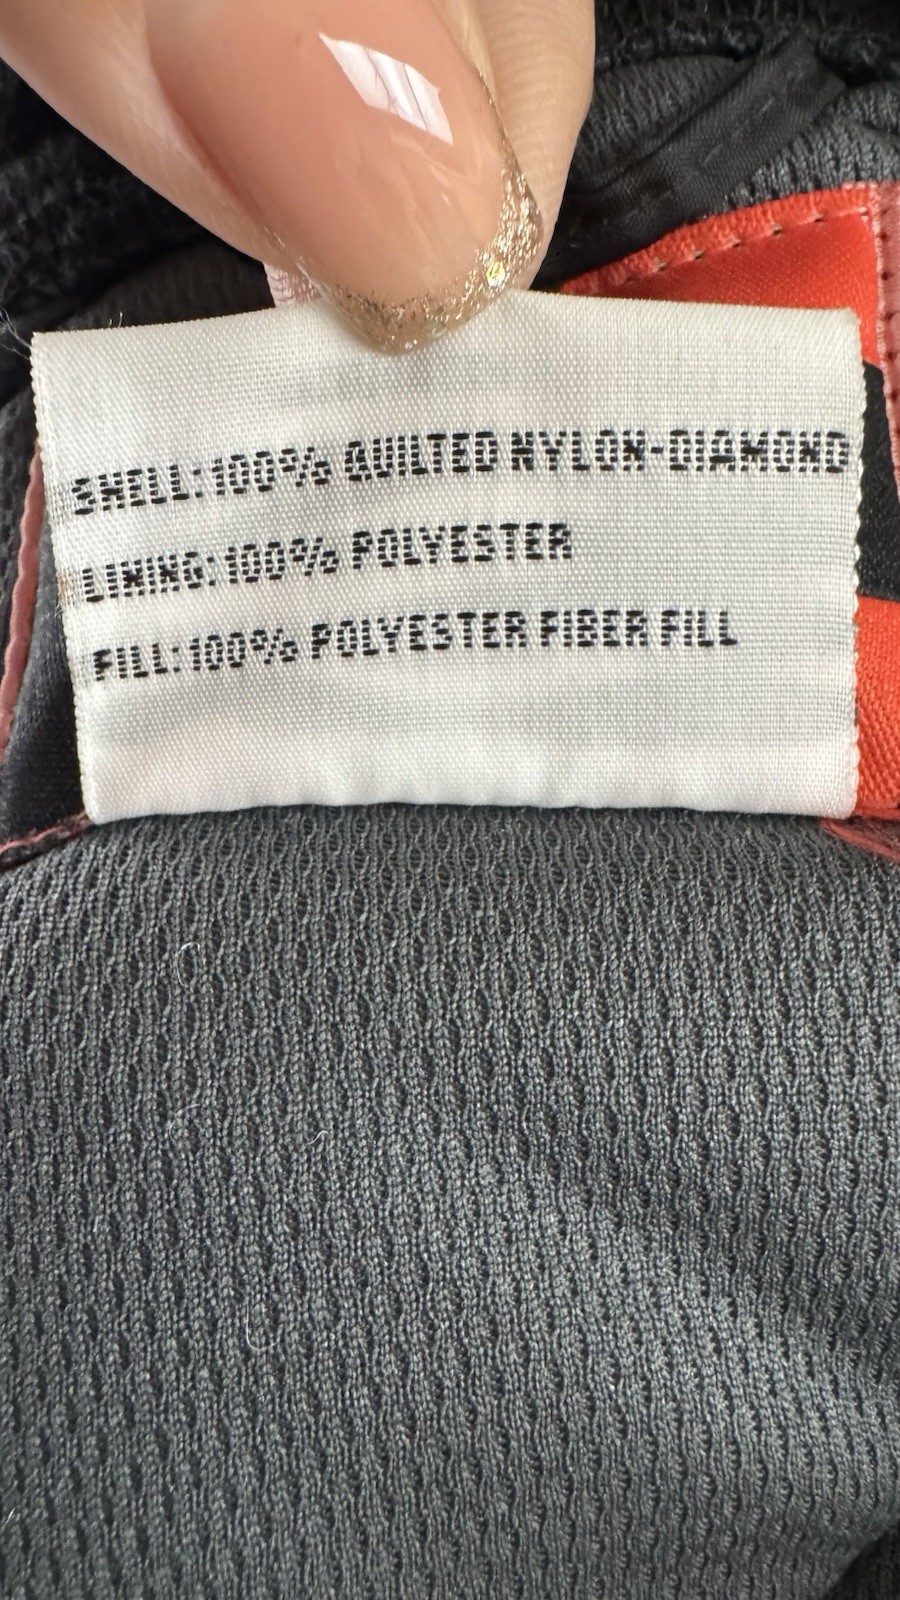 SHELL:100% QUILTED NYLON-DIAMOND
LINING:100% POLYESTER
FILL:100% POLYESTER FIBER FILL